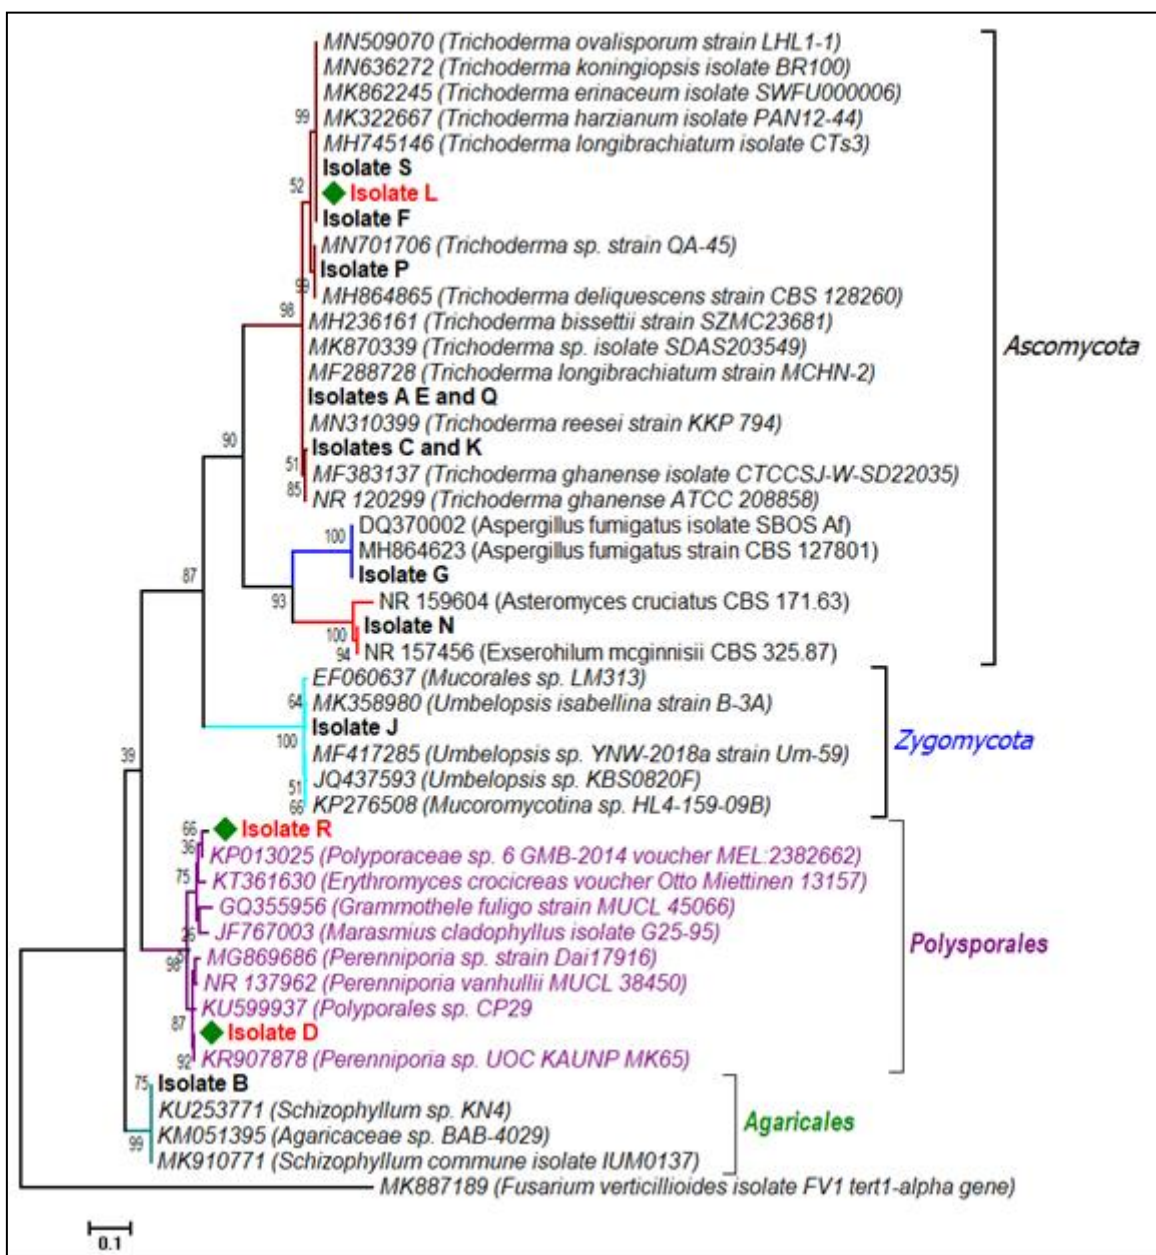 MN509070 (Trichoderma ovalisporum strain LHL1-1)
MN636272 (Trichoderma koningiopsis isolate BR100)
MK862245 (Trichoderma erinaceum isolate SWFU000006)
MK322667 (Trichoderma harzianum isolate PAN12-44)
99
MH745146 (Trichoderma longibrachiatum isolate CTs3)
Isolate S
52
Isolate L
Isolate F
MN701706 (Trichoderma sp. strain QA-45)
Isolate P
99
MH864865 (Trichoderma deliquescens strain CBS 128260)
98
MH236161 (Trichoderma bissettii strain SZMC23681)
MK870339 (Trichoderma sp. isolate SDAS203549)
Ascomycota
MF288728 (Trichoderma longibrachiatum strain MCHN-2)
Isolates A E and Q
MN310399 (Trichoderma reesei strain KKP 794)
90
Isolates C and K
51
MF383137 (Trichoderma ghanense isolate CTCCSJ-W-SD22035)
85
NR 120299 (Trichoderma ghanense ATCC 208858)
DQ370002 (Aspergillus fumigatus isolate SBOS Af)
100
MH864623 (Aspergillus fumigatus strain CBS 127801)
87
Isolate G
93
NR 159604 (Asteromyces cruciatus CBS 171.63)
Isolate N
100
94
NR 157456 (Exserohilum mcginnisii CBS 325.87)
EF060637 (Mucorales sp. LM313)
64
MK358980 (Umbelopsis isabellina strain B-3A)
Isolate J
100
Zygomycota
39
MF417285 (Umbelopsis sp. YNW-2018a strain Um-59)
51
JQ437593 (Umbelopsis sp. KBS0820F)
66
KP276508 (Mucoromycotina sp. HL4-159-09B)
66
Isolate R
36
KP013025 (Polyporaceae sp. 6 GMB-2014 voucher MEL:2382662)
75
KT361630 (Erythromyces crocicreas voucher Otto Miettinen 13157)
GQ355956 (Grammothele fuligo strain MUCL 45066)
JF767003 (Marasmius cladophyllus isolate G25-95)
Polysporales
98
MG869686 (Perenniporia sp. strain Dai17916)
NR 137962 (Perenniporia vanhullii MUCL 38450)
KU599937 (Polyporales sp. CP29
87
Isolate D
92
KR907878 (Perenniporia sp. UOC KAUNP MK65)
75
Isolate B
KU253771 (Schizophyllum sp. KN4)
Agaricales
KM051395 (Agaricaceae sp. BAB-4029)
99
MK910771 (Schizophyllum commune isolate IUM0137)
MK887189 (Fusarium verticillioides isolate FV1 tert1-alpha gene)
0.1